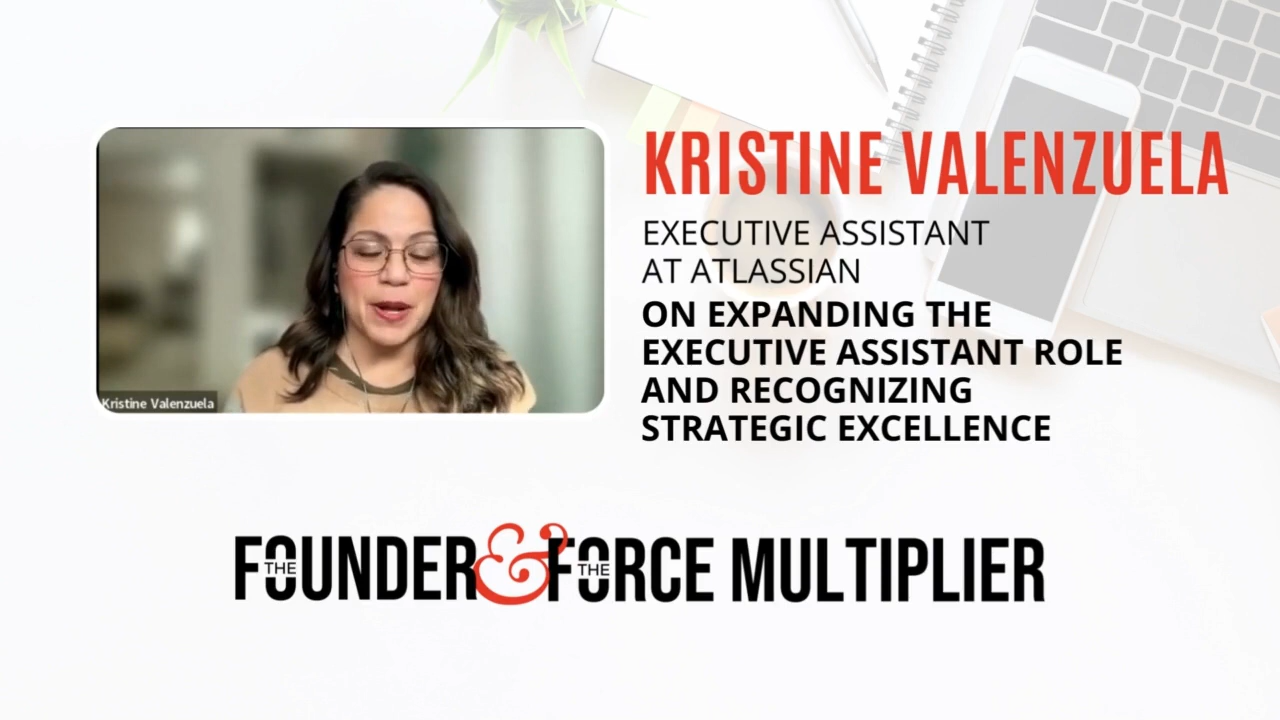 KRISTINE VALENZUELA
EXECUTIVE ASSISTANT
AT ATLASSIAN
ON EXPANDING THE
EXECUTIVE ASSISTANT ROLE
AND RECOGNIZING
STRATEGIC EXCELLENCE
Kristine Valenzuela
THE FOUNDER & THE FORCE MULTIPLIER